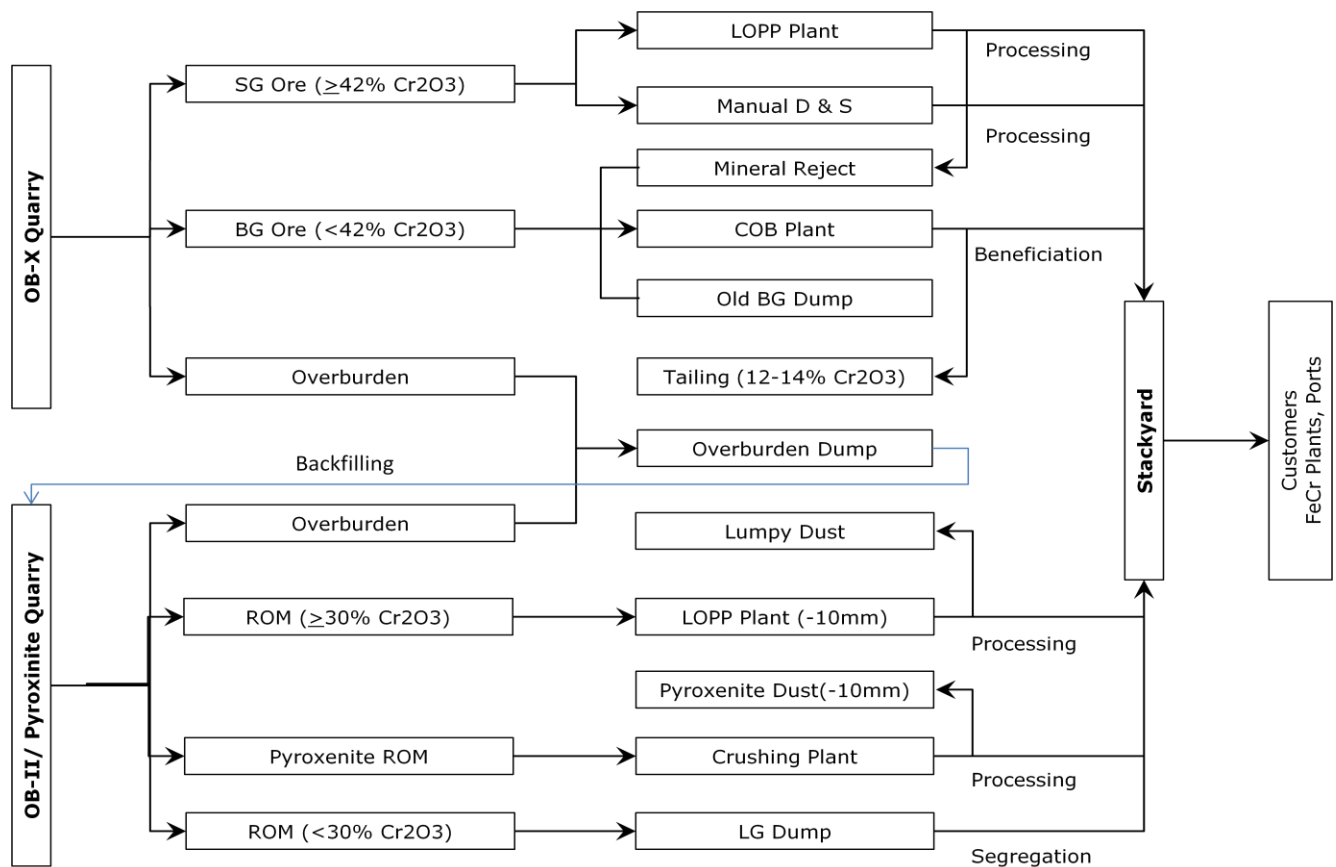 LOPP Plant
Processing
SG Ore (≥42% Cr2O3)
Manual D & S
Processing
Mineral Reject
OB-X Quarry
BG Ore (<42% Cr2O3)
COB Plant
Beneficiation
Old BG Dump
Overburden
Tailing (12-14% Cr2O3)
Overburden Dump
Backfilling
Stackyard
Customers
FeCr Plants, Ports
OB-II/ Pyroxinite Quarry
Overburden
Lumpy Dust
ROM (≥30% Cr2O3)
LOPP Plant (-10mm)
Processing
Pyroxenite Dust(-10mm)
Pyroxenite ROM
Crushing Plant
Processing
ROM (<30% Cr2O3)
LG Dump
Segregation